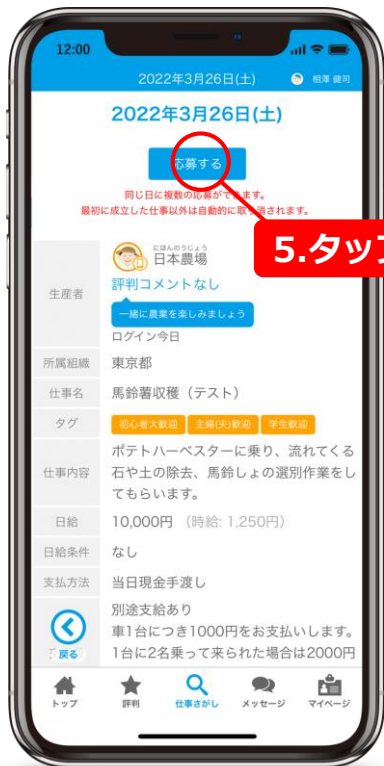 12:00
2022年3月26日(土)
相澤 健司
2022年3月26日(土)
応募する
同じ日に複数の応募ができます。
最初に成立した仕事以外は自動的に取り消されます。
5.タップ
生産者
にほんのうじょう
日本農場
評判コメントなし
一緒に農業を楽しみましょう
ログイン今日
所属組織
東京都
仕事名
馬鈴薯収穫（テスト）
タグ
初心者大歓迎
主婦(夫)歓迎
学生歓迎
仕事内容
ポテトハーベスターに乗り、流れてくる
石や土の除去、馬鈴しょの選別作業をし
てもらいます。
日給
10,000円 （時給: 1,250円）
日給条件
なし
支払方法
当日現金手渡し
別途支給あり
車1台につき1000円をお支払いします。
1台に2名乗って来られた場合は2000円
戻る
トップ
評判
仕事さがし
メッセージ
マイページ